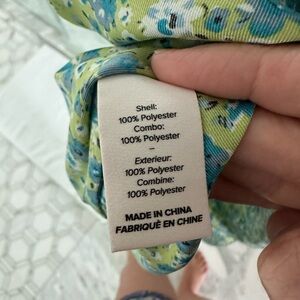 Shell:
100% Polyester
Combo:
100% Polyester
–
Exterieur:
100% Polyester
Combine:
100% Polyester
MADE IN CHINA
FABRIQUÉ EN CHINE